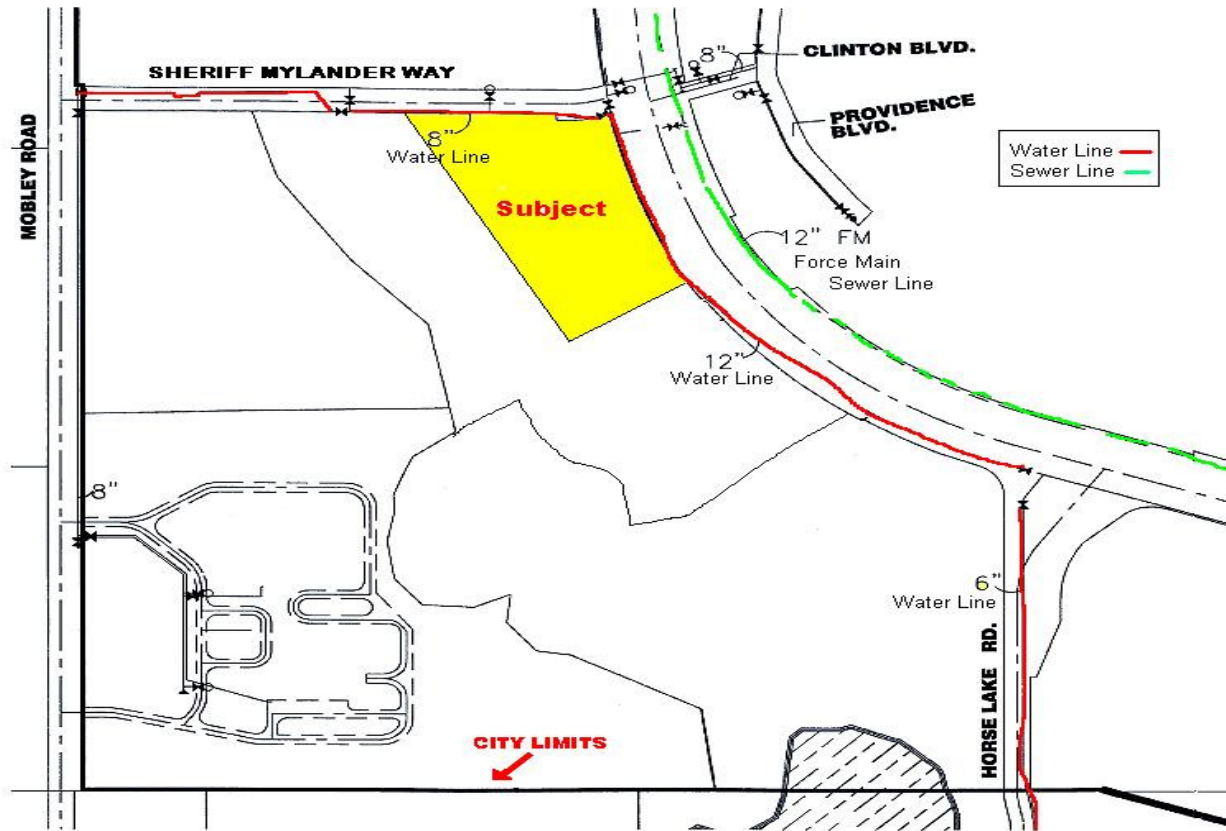 SHERIFF MYLANDER WAY
8"
CLINTON BLVD.
PROVIDENCE
BLVD.
Water Line
Sewer Line
MOBLEY ROAD
8"
Water Line
Subject
12" FM
Force Main
Sewer Line
12"
Water Line
8"
6"
Water Line
HORSE LAKE RD.
CITY LIMITS